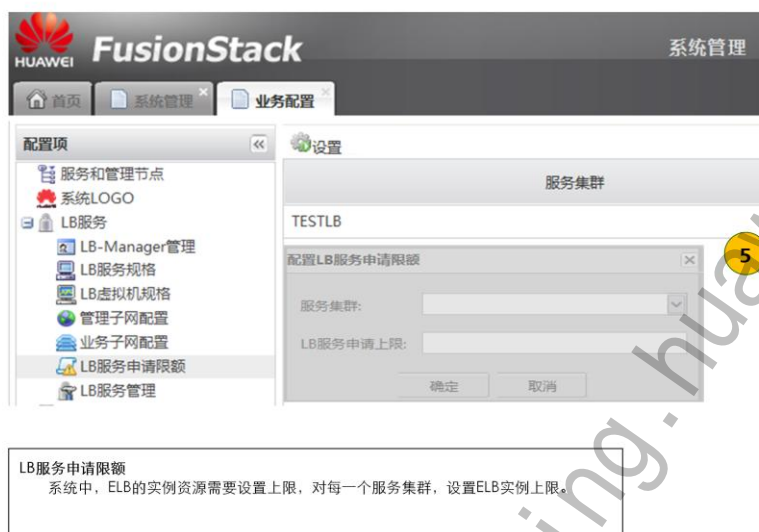 HUAWEI FusionStack
系统管理
首页 系统管理 业务配置
配置项
设置
服务和管理节点
系统LOGO
LB服务
LB-Manager管理
LB服务规格
LB虚拟机规格
管理子网配置
业务子网配置
LB服务申请限额
LB服务管理
服务集群
TESTLB
配置LB服务申请限额
服务集群:
LB服务申请上限:
确定 取消
5
LB服务申请限额
系统中，ELB的实例资源需要设置上限，对每一个服务集群，设置ELB实例上限。
ing.hua